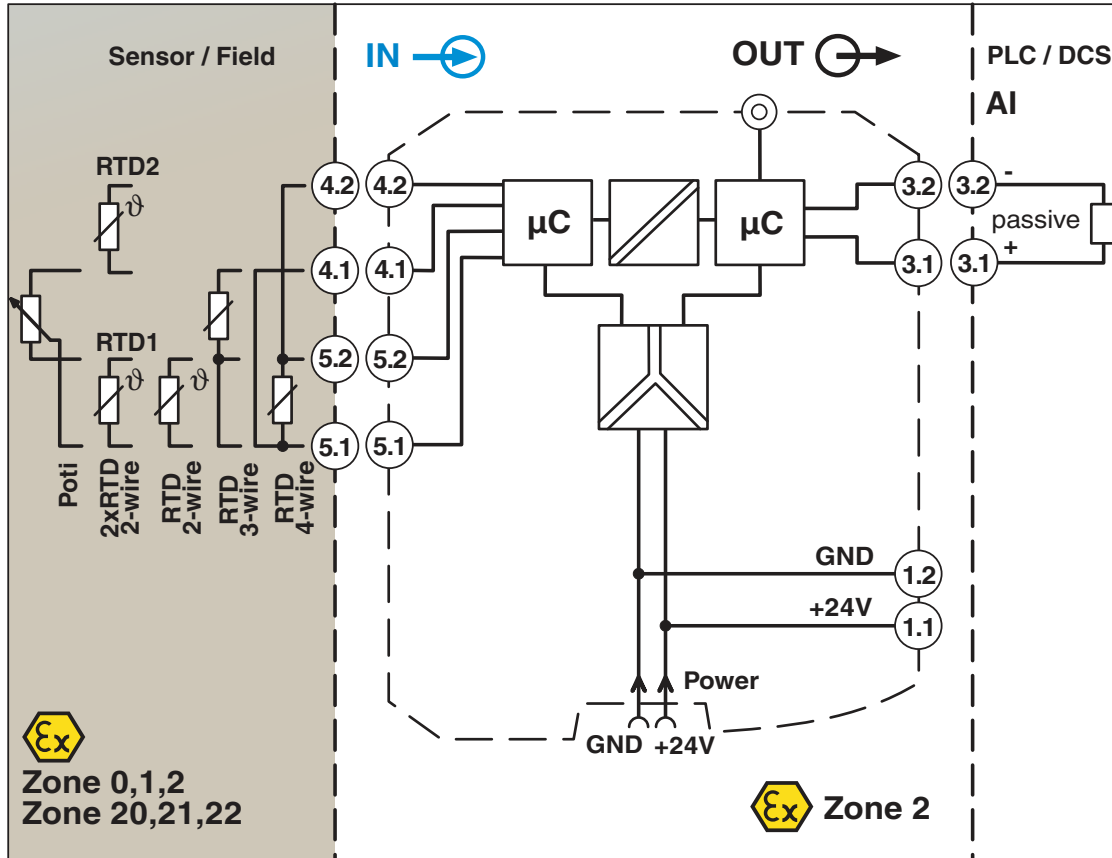 Sensor / Field
IN
OUT
PLC / DCS
AI
RTD2
ϑ
4.2
4.2
µC
µC
3.2
3.2
-
passive
+
4.1
4.1
3.1
3.1
RTD1
ϑ
ϑ
5.2
5.2
5.1
5.1
Poti
2xRTD
2-wire
RTD
2-wire
RTD
3-wire
RTD
4-wire
GND
1.2
+24V
1.1
Power
GND
+24V
Ex
Zone 0,1,2
Zone 20,21,22
Ex
Zone 2